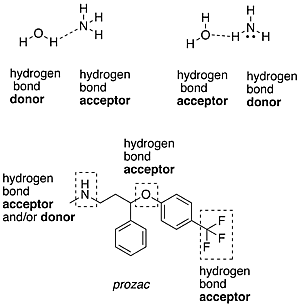 H
H H
O N H
H H
hydrogen
bond
donor
hydrogen
bond
acceptor
H H
O H N H
H
hydrogen
bond
acceptor
hydrogen
bond
donor
hydrogen
bond
acceptor
hydrogen
bond
acceptor
and/or donor
H
N
O
F
F
F
prozac
hydrogen
bond
acceptor